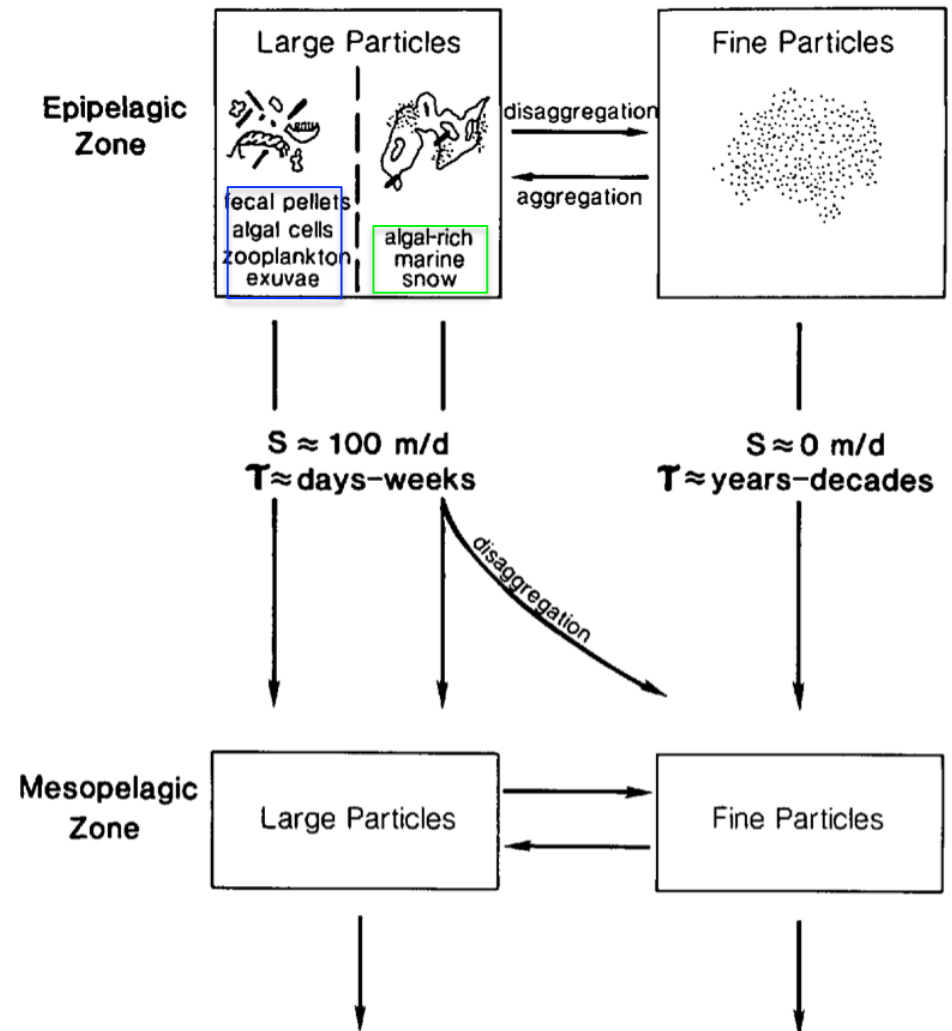 Large Particles
Fine Particles
Epipelagic
Zone
disaggregation
aggregation
fecal pellets
algal cells
zooplankton
exuvae
algal-rich
marine
snow
S ≈ 100 m/d
T ≈ days-weeks
S ≈ 0 m/d
T ≈ years-decades
disaggregation
Mesopelagic
Zone
Large Particles
Fine Particles